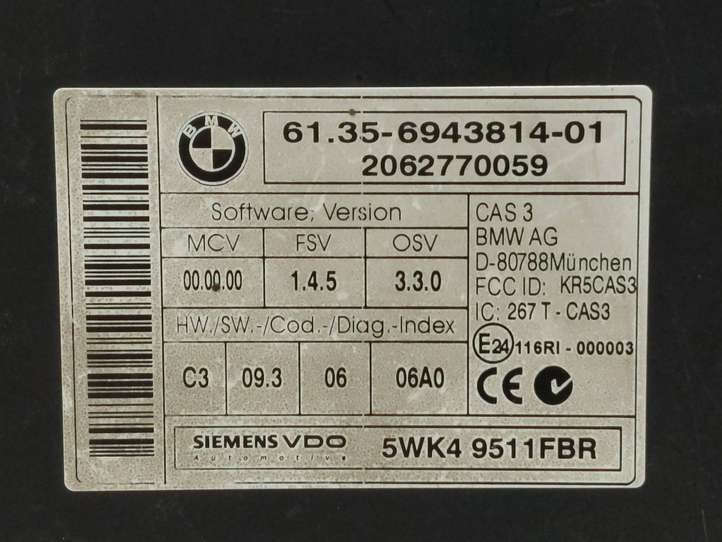 BMW
61.35-6943814-01
2062770059
Software; Version
MCV FSV OSV
00.00.00 1.4.5 3.3.0
HW./SW.-/Cod.-/Diag.-Index
C3 09.3 06 06A0
CAS 3
BMW AG
D-80788München
FCC ID: KR5CAS3
IC: 267 T - CAS3
E24 116RI - 000003
CE
SIEMENS VDO
Automotive
5WK4 9511FBR